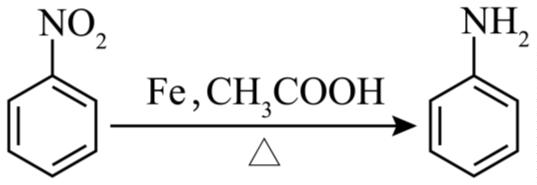 NO₂
NH₂
Fe,CH₃COOH
△